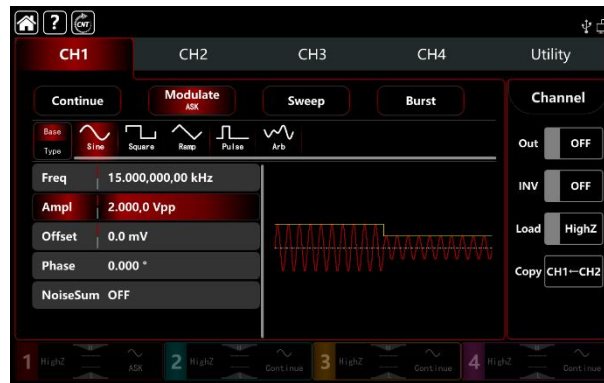 ? CNT
CH1 CH2 CH3 CH4 Utility
Continue Modulate Sweep Burst Channel
ASK
Base
Type Sine Square Ramp Pulse Arb
Out OFF
Freq 15.000,000,00 kHz
INV OFF
Ampl 2.000,0 Vpp
Offset 0.0 mV
Load HighZ
Phase 0.000 °
Copy CH1←CH2
NoiseSum OFF
1 HighZ ASK 2 HighZ Continue 3 HighZ Continue 4 HighZ Continue